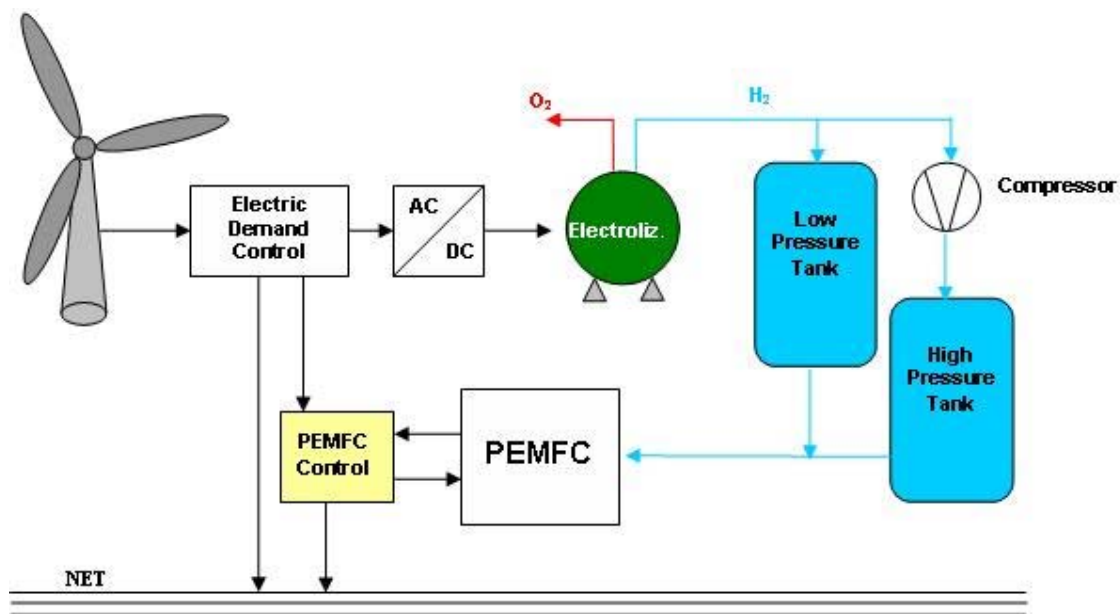 O₂
H₂
Compressor
Electric
Demand
Control
AC
DC
Electroliz.
Low
Pressure
Tank
High
Pressure
Tank
PEMFC
Control
PEMFC
NET